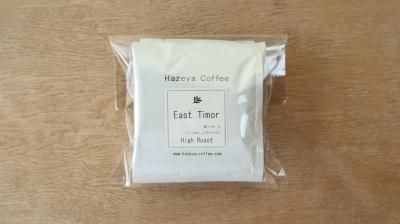 Hazeya Coffee
East Timor
High Roast
www.hazeya-coffee.com